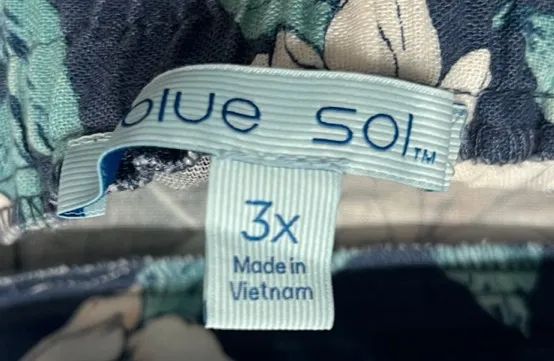 blue sol™
3x
Made in
Vietnam